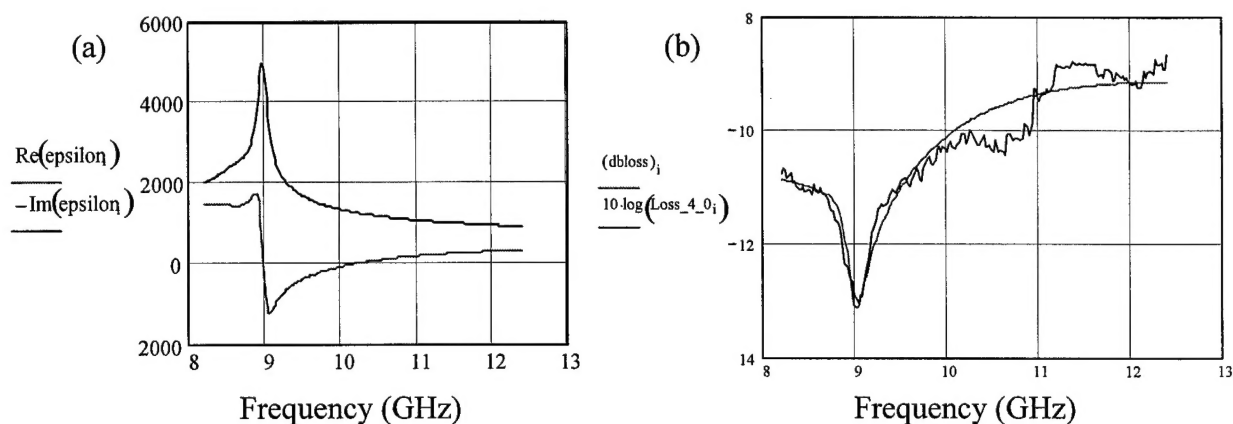 (a)
6000
4000
2000
0
2000
Re(epsilon)
-Im(epsilon)
8 9 10 11 12 13
Frequency (GHz)
(b)
-8
-10
-12
14
(dbloss)i
10·log(Loss_4_0i)
8 9 10 11 12 13
Frequency (GHz)